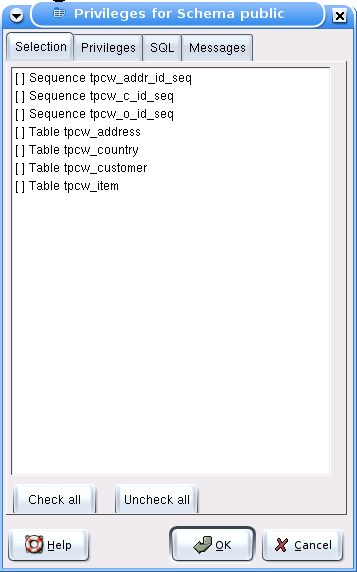 Privileges for Schema public
Selection Privileges SQL Messages
[ ] Sequence tpcw_addr_id_seq
[ ] Sequence tpcw_c_id_seq
[ ] Sequence tpcw_o_id_seq
[ ] Table tpcw_address
[ ] Table tpcw_country
[ ] Table tpcw_customer
[ ] Table tpcw_item
Check all Uncheck all
Help OK Cancel